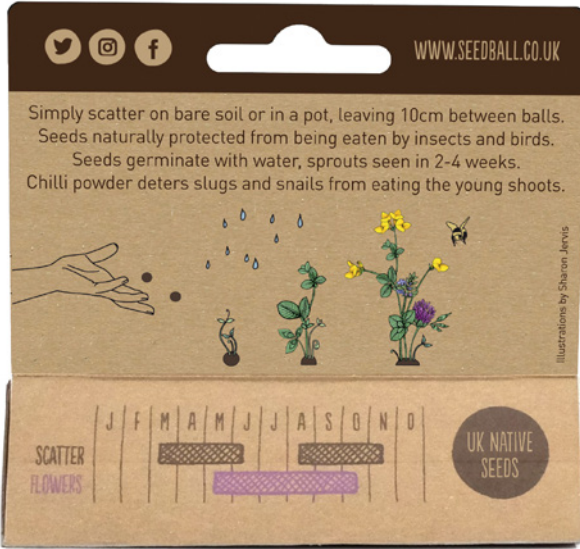 WWW.SEEDBALL.CO.UK
Simply scatter on bare soil or in a pot, leaving 10cm between balls.
Seeds naturally protected from being eaten by insects and birds.
Seeds germinate with water, sprouts seen in 2-4 weeks.
Chilli powder deters slugs and snails from eating the young shoots.
Illustrations by Sharon Jervis
J F M A M J J A S O N D
SCATTER
FLOWERS
UK NATIVE
SEEDS